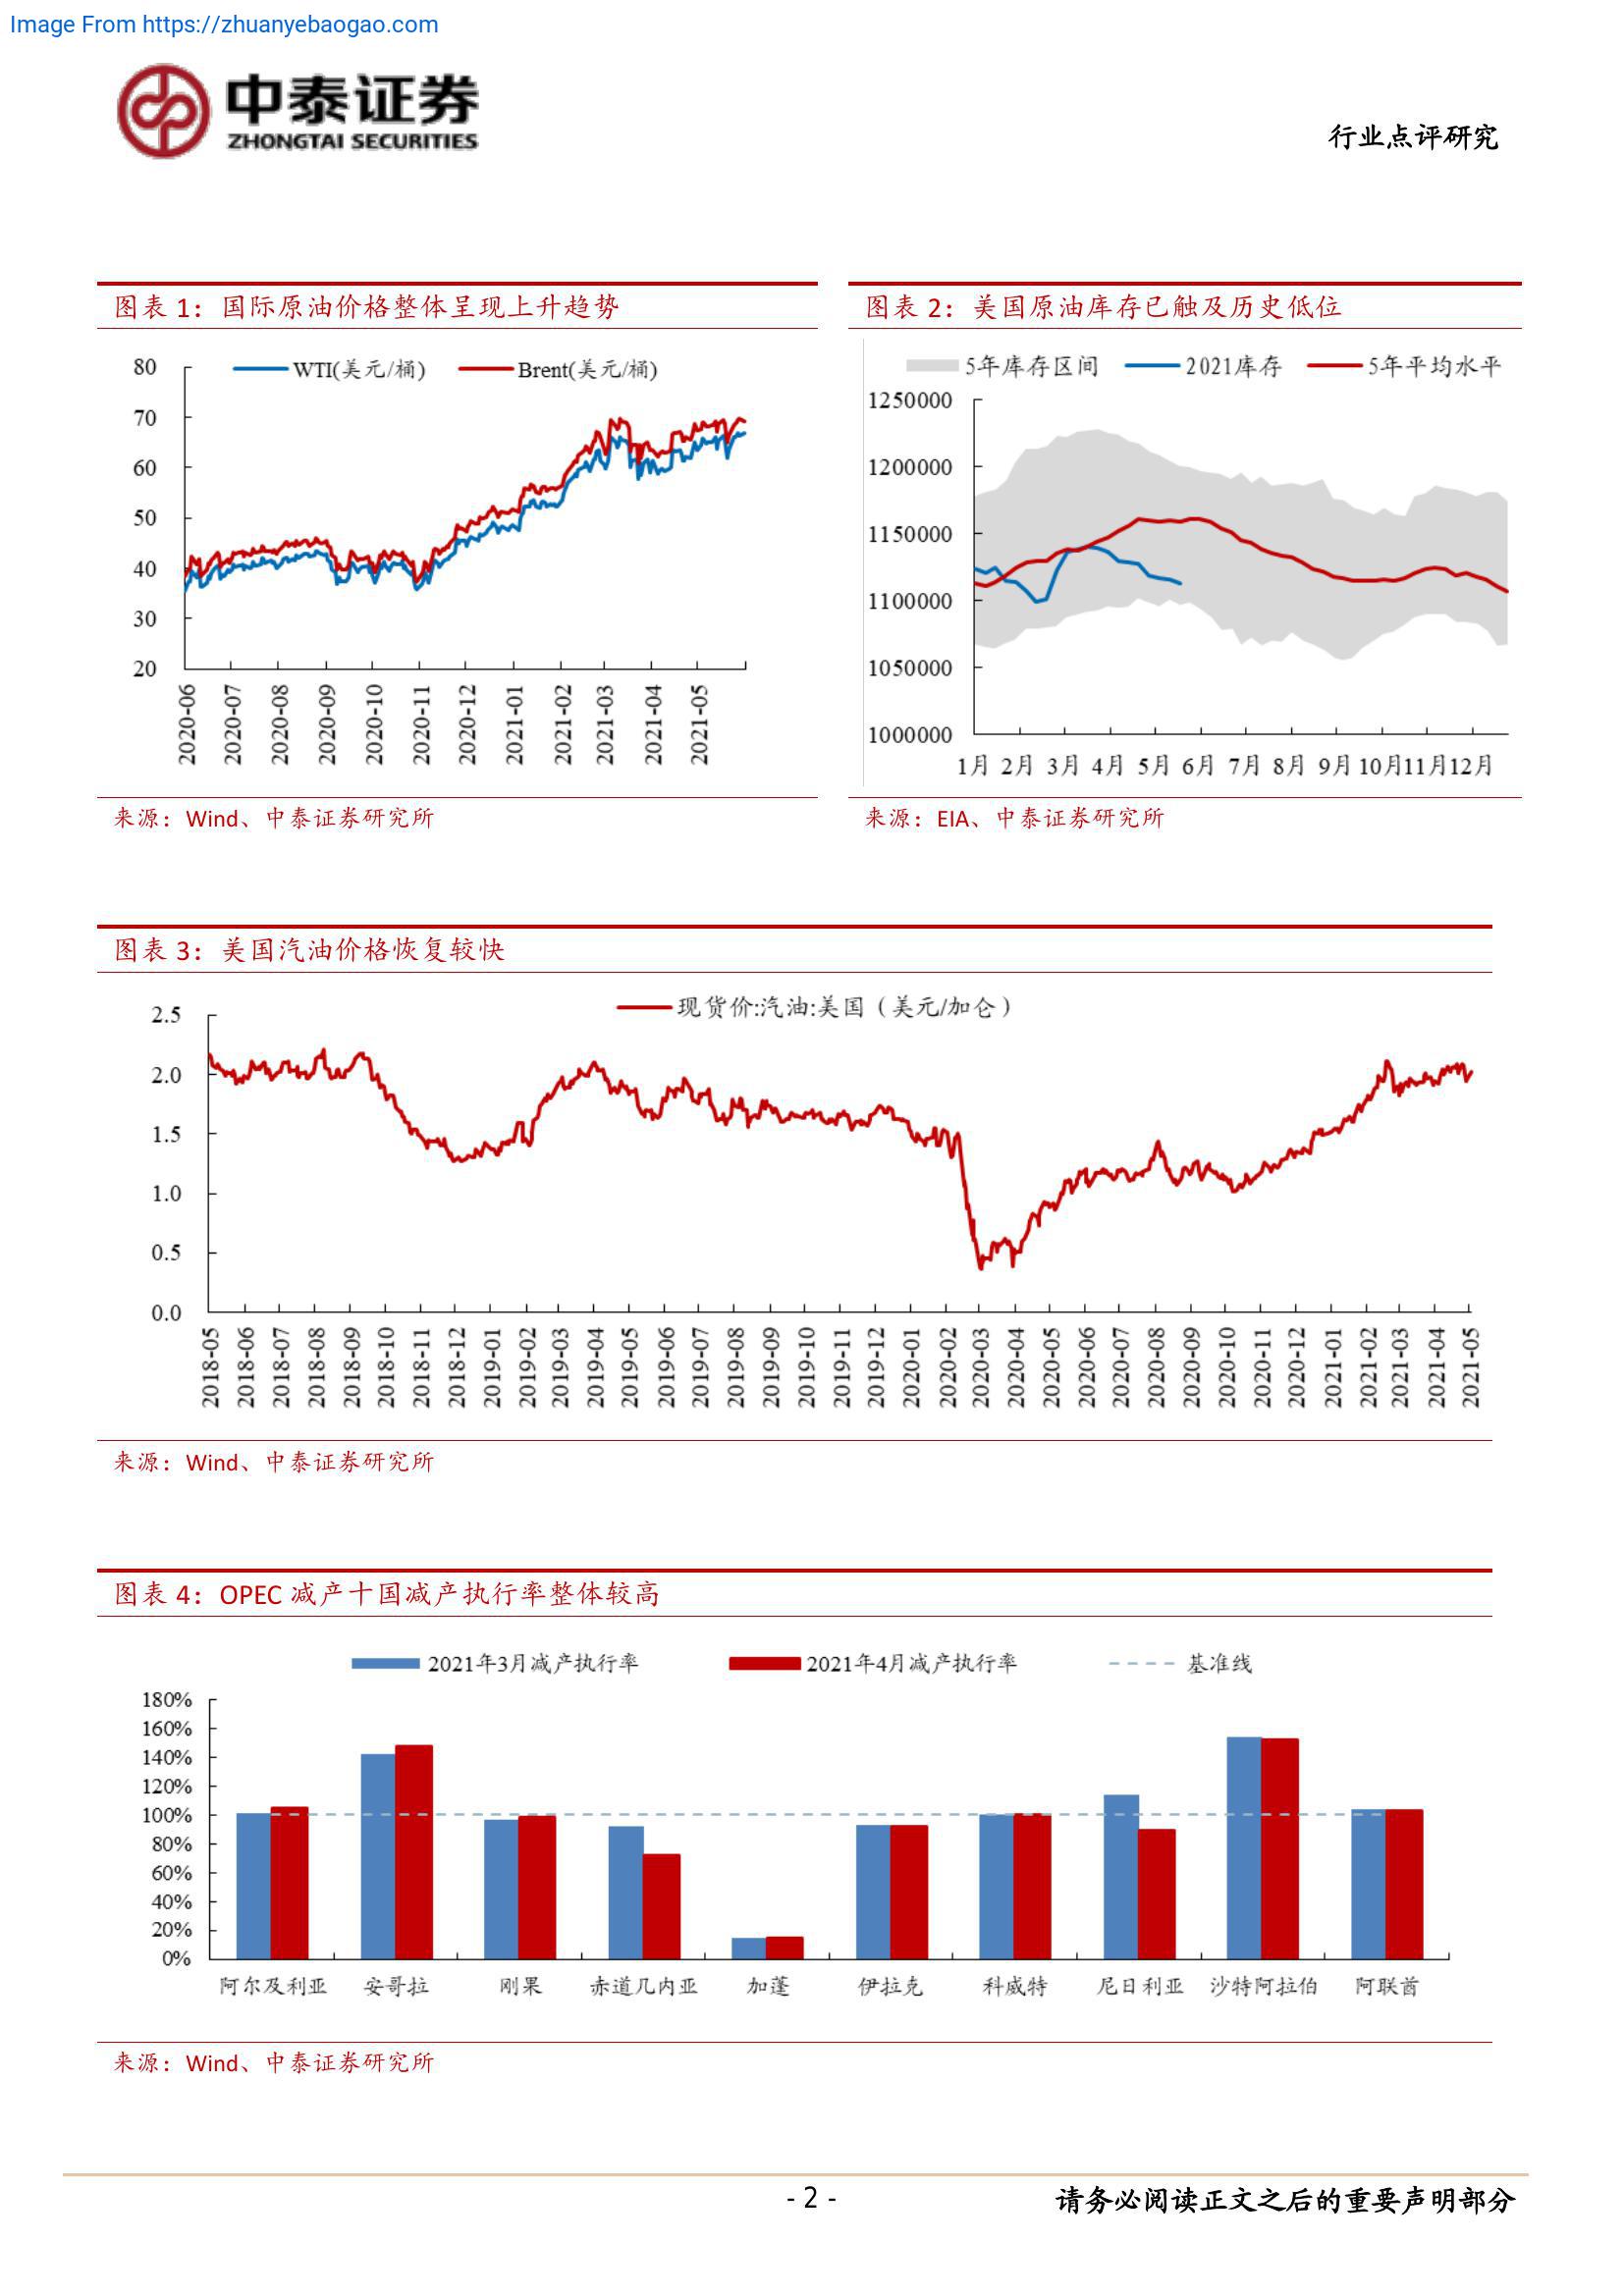 Image From https://zhuanyebaogao.com
中泰证券
ZHONGTAI SECURITIES
行业点评研究
图表 1：国际原油价格整体呈现上升趋势
WTI(美元/桶) Brent(美元/桶)
80
70
60
50
40
30
20
2020-06 2020-07 2020-08 2020-09 2020-10 2020-11 2020-12 2021-01 2021-02 2021-03 2021-04 2021-05
来源：Wind、中泰证券研究所
图表 2：美国原油库存已触及历史低位
5年库存区间 2021库存 5年平均水平
1250000
1200000
1150000
1100000
1050000
1000000
1月 2月 3月 4月 5月 6月 7月 8月 9月 10月 11月 12月
来源：EIA、中泰证券研究所
图表 3：美国汽油价格恢复较快
现货价:汽油:美国（美元/加仑）
2.5
2.0
1.5
1.0
0.5
0.0
2018-05 2018-06 2018-07 2018-08 2018-09 2018-10 2018-11 2018-12 2019-01 2019-02 2019-03 2019-04 2019-05 2019-06 2019-07 2019-08 2019-09 2019-10 2019-11 2019-12 2020-01 2020-02 2020-03 2020-04 2020-05 2020-06 2020-07 2020-08 2020-09 2020-10 2020-11 2020-12 2021-01 2021-02 2021-03 2021-04 2021-05
来源：Wind、中泰证券研究所
图表 4：OPEC 减产十国减产执行率整体较高
2021年3月减产执行率 2021年4月减产执行率 基准线
180%
160%
140%
120%
100%
80%
60%
40%
20%
0%
阿尔及利亚 安哥拉 刚果 赤道几内亚 加蓬 伊拉克 科威特 尼日利亚 沙特阿拉伯 阿联酋
来源：Wind、中泰证券研究所
- 2 -
请务必阅读正文之后的重要声明部分